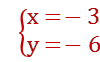 x = − 3
y = − 6